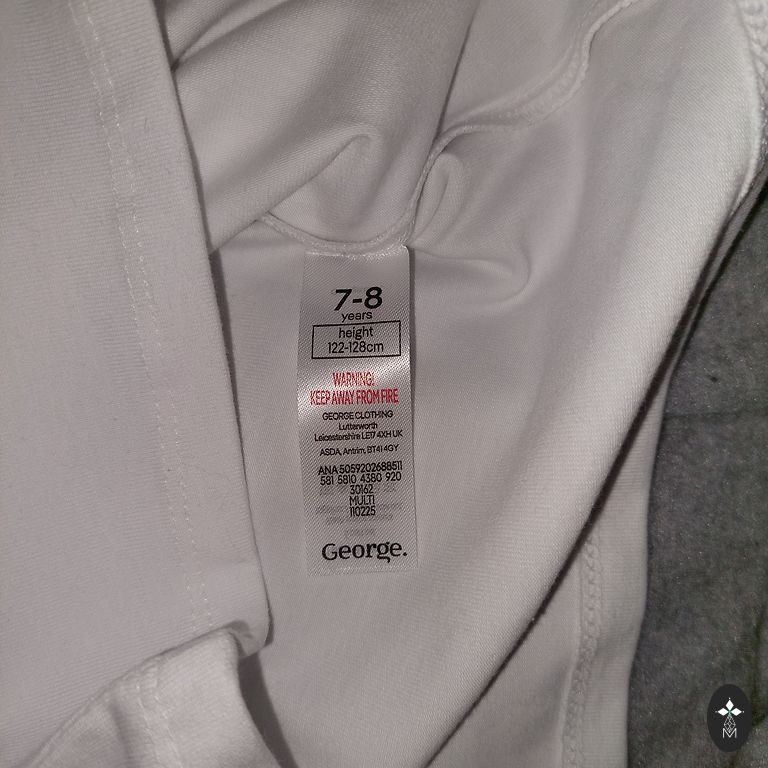 7-8
years
height
122-128cm
WARNING!
KEEP AWAY FROM FIRE
GEORGE CLOTHING
Lutterworth
Leicestershire LE17 4XH UK
ASDA, Antrim, BT41 4GY
ANA 5059202688511
581 5810 4380 920
30162
MULTI
110225
George.
M